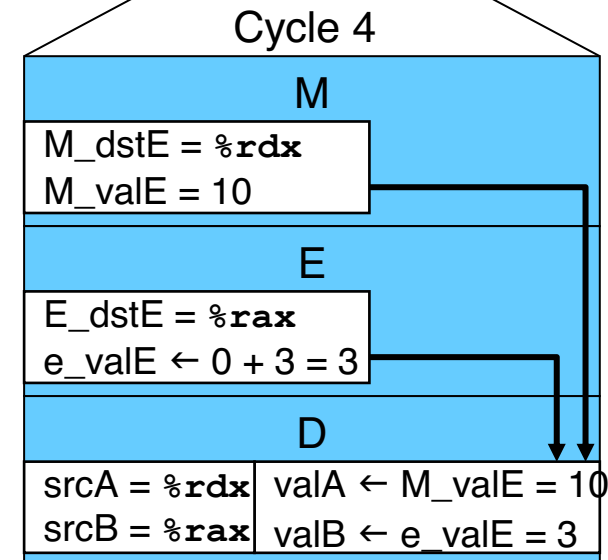 Cycle 4
M
M_dstE = %rdx
M_valE = 10
E
E_dstE = %rax
e_valE ← 0 + 3 = 3
D
srcA = %rdx valA ← M_valE = 10
srcB = %rax valB ← e_valE = 3